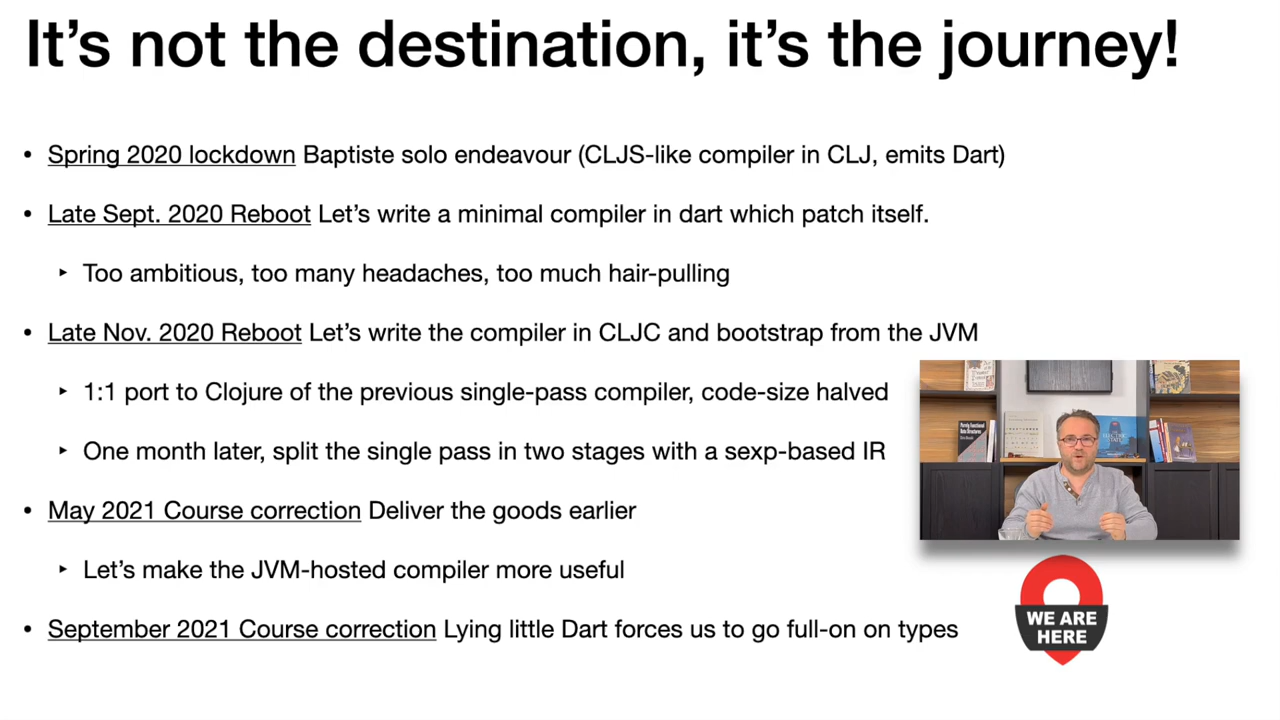 It's not the destination, it's the journey!
• Spring 2020 lockdown Baptiste solo endeavour (CLJS-like compiler in CLJ, emits Dart)
• Late Sept. 2020 Reboot Let's write a minimal compiler in dart which patch itself.
‣ Too ambitious, too many headaches, too much hair-pulling
• Late Nov. 2020 Reboot Let's write the compiler in CLJC and bootstrap from the JVM
‣ 1:1 port to Clojure of the previous single-pass compiler, code-size halved
‣ One month later, split the single pass in two stages with a sexp-based IR
• May 2021 Course correction Deliver the goods earlier
‣ Let's make the JVM-hosted compiler more useful
• September 2021 Course correction Lying little Dart forces us to go full-on on types
WE ARE
HERE